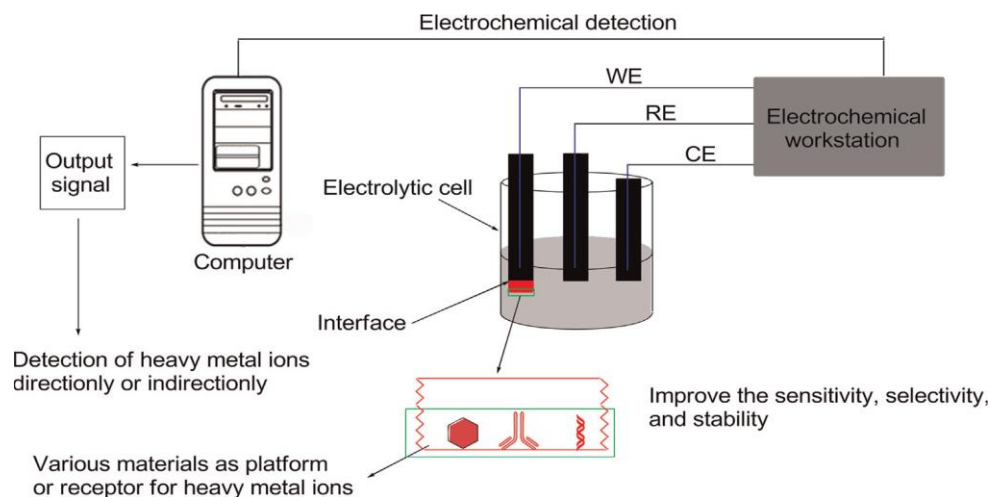 Electrochemical detection
WE
RE
CE
Electrochemical
workstation
Output
signal
Electrolytic cell
Computer
Interface
Detection of heavy metal ions
directionly or indirectionly
Improve the sensitivity, selectivity,
and stability
Various materials as platform
or receptor for heavy metal ions